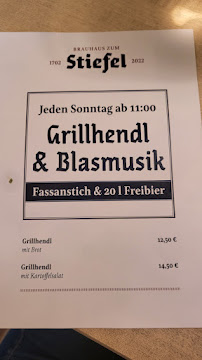 BRAUHAUS ZUM
1702 Stiefel 2022
Jeden Sonntag ab 11:00
Grillhendl
& Blasmusik
Fassanstich & 20 l Freibier
Grillhendl 12,50 €
mit Brot
Grillhendl 14,50 €
mit Kartoffelsalat